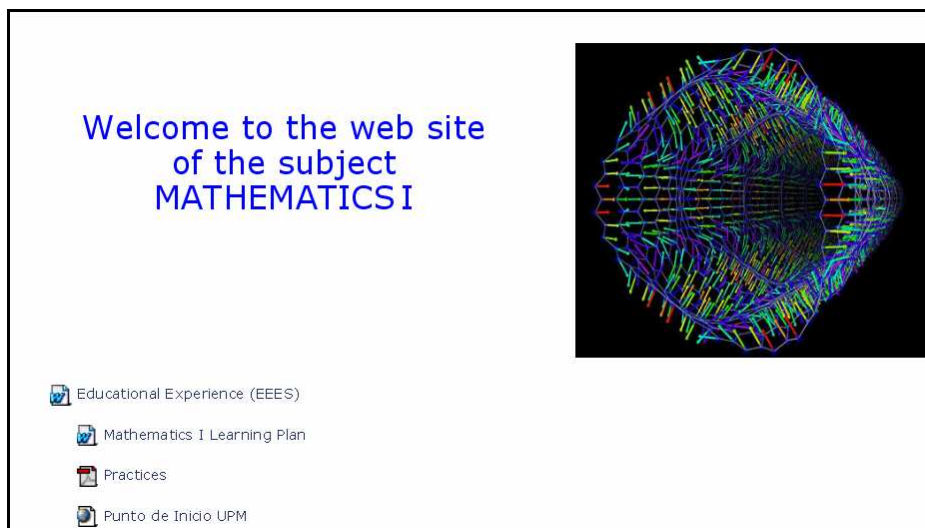 Welcome to the web site
of the subject
MATHEMATICS I
Educational Experience (EEES)
Mathematics I Learning Plan
Practices
Punto de Inicio UPM